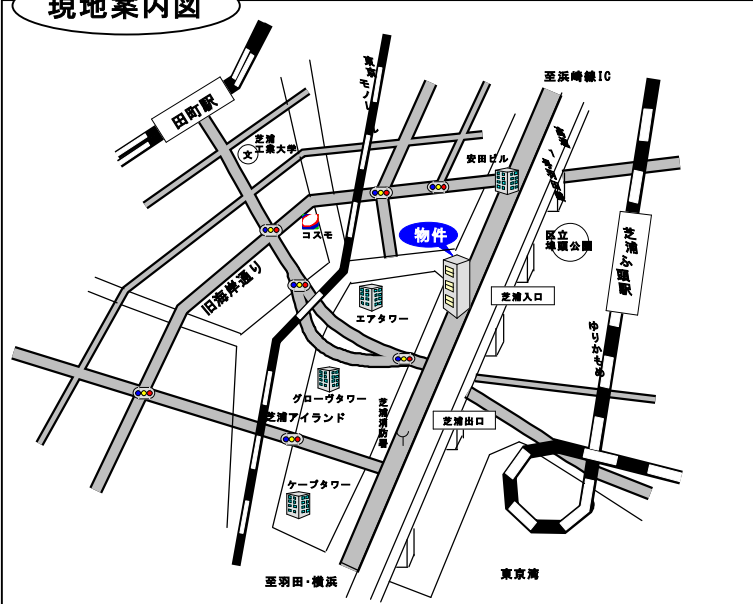 現地案内図
至浜崎線IC
東京モノレール
田町駅
文
芝浦
工業大学
安田ビル
コスモ
物件
区立
埠頭公園
芝浦ふ頭駅
旧海岸通り
芝浦入口
エアタワー
ゆりかもめ
グローヴタワー
芝浦アイランド
芝浦消防署
芝浦出口
ケープタワー
東京湾
至羽田・横浜